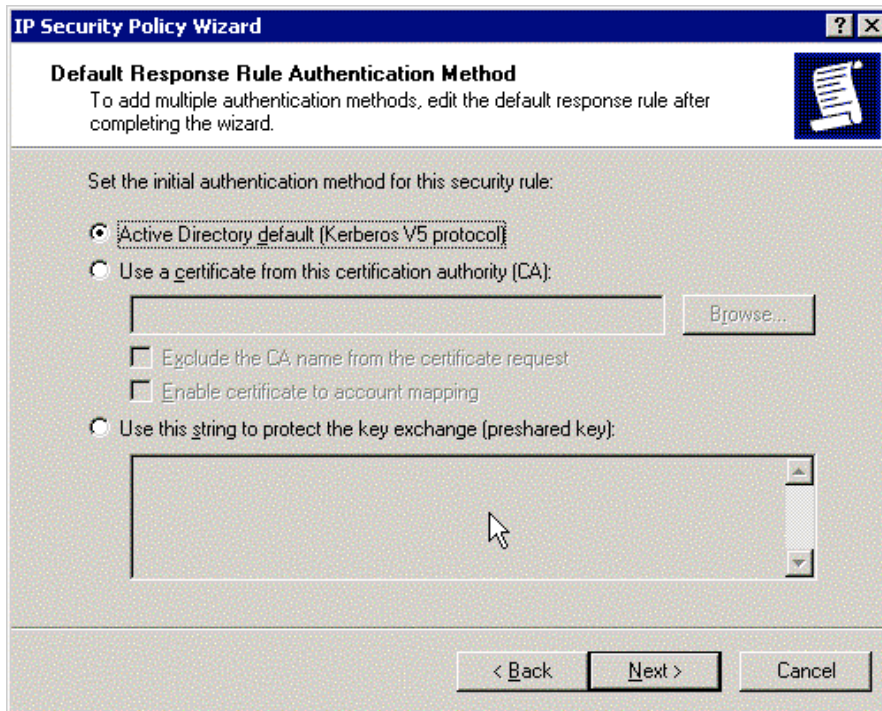 IP Security Policy Wizard
Default Response Rule Authentication Method
To add multiple authentication methods, edit the default response rule after
completing the wizard.
Set the initial authentication method for this security rule:
Active Directory default (Kerberos V5 protocol)
Use a certificate from this certification authority (CA):
Browse...
Exclude the CA name from the certificate request
Enable certificate to account mapping
Use this string to protect the key exchange (preshared key):
< Back Next > Cancel